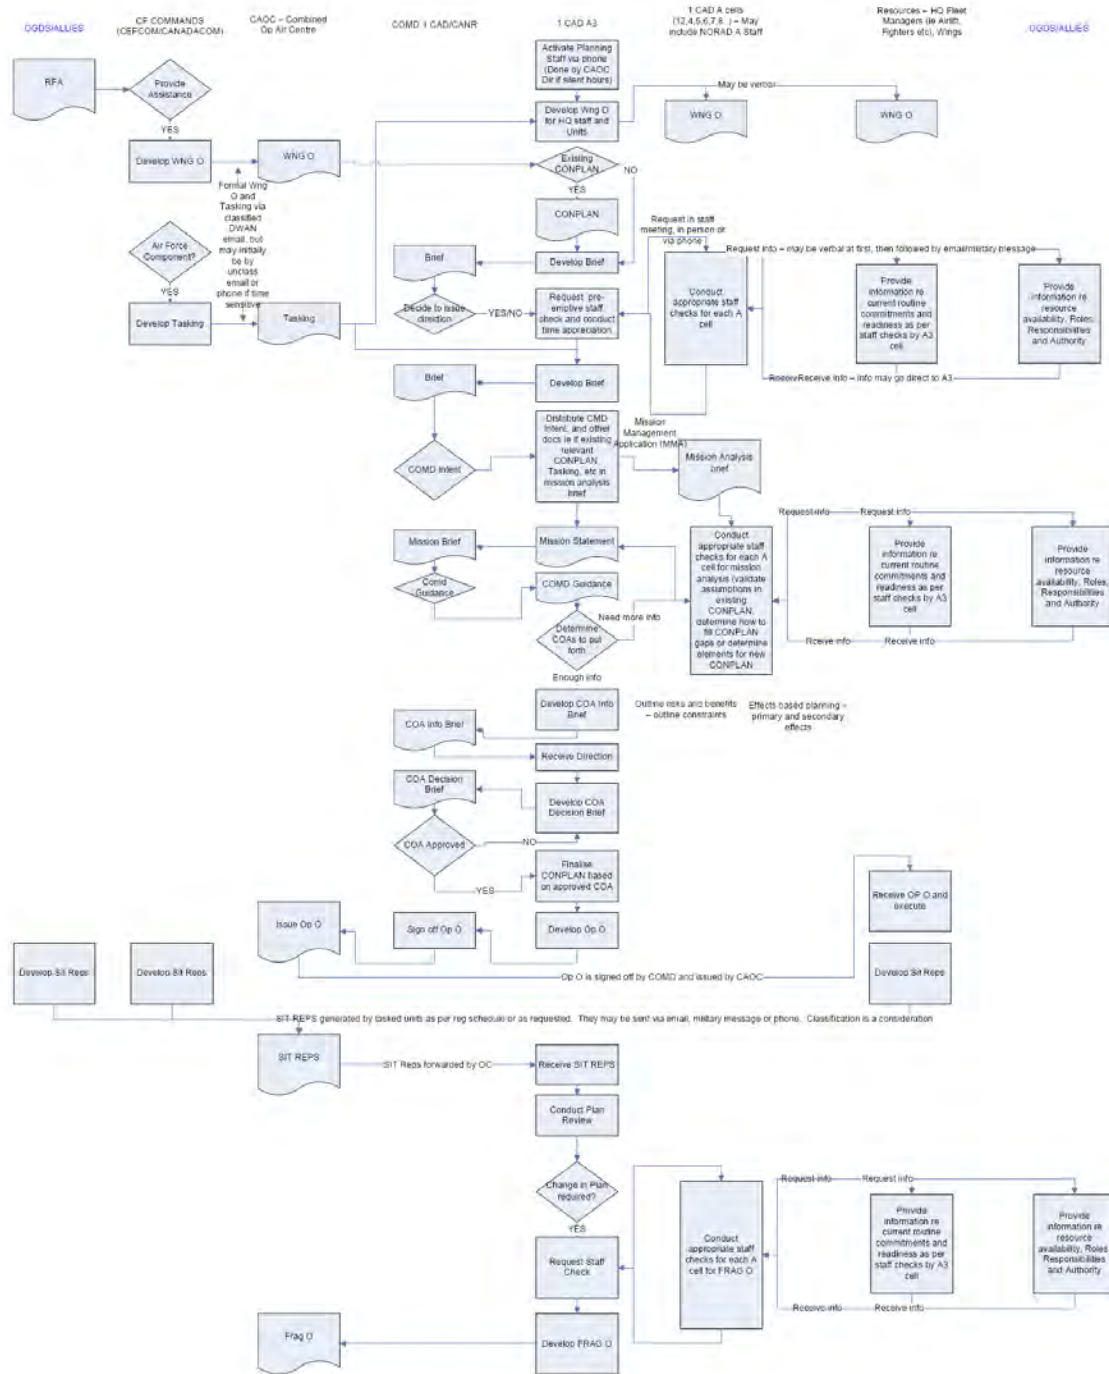 OGDS/ALLIES
CF COMMANDS
(CEFCOM/CANADACOM)
CAOC – Combined
Op Air Centre
COMD 1 CAD/CANR
1 CAD A3
1 CAD A cells
(12,4,5,6,7,8..) – May
include NORAD A Staff
Resources – HQ Fleet
Managers (ie Airlift,
Fighters etc), Wings
OGDS/ALLIES
Activate Planning
Staff via phone
(Done by CAOC
Dir if silent hours)
RFA
Provide
Assistance
YES
May be verbal
Develop Wng O
for HQ staff and
Units
WNG O
WNG O
Develop WNG O
WNG O
Existing
CONPLAN
NO
YES
Formal Wng
O and
Tasking via
classified
DWAN
email, but
may initially
be by
unclass
email or
phone if time
sensitive
CONPLAN
Request in staff
meeting, in person or
via phone
Air Force
Component?
YES
Brief
Develop Brief
Request info – may be verbal at first, then followed by email/military message
Develop Tasking
Tasking
Decide to issue
direction
YES/NO
Request pre-
emptive staff
check and conduct
time appreciation
Conduct
appropriate staff
checks for each A
cell
Provide
information re
current routine
commitments and
readiness as per
staff checks by A3
cell
Provide
information re
resource
availability, Roles,
Responsibilities
and Authority
Receive info – Info may go direct to A3
Brief
Develop Brief
COMD Intent
Distribute CMD
Intent, and other
docs ie if existing
relevant
CONPLAN,
Tasking, etc in
mission analysis
brief
Mission
Management
Application (MMA)
Mission Analysis
brief
Request info
Request info
Mission Brief
Mission Statement
Conduct
appropriate staff
checks for each A
cell for mission
analysis (validate
assumptions in
existing
CONPLAN,
determine how to
fill CONPLAN
gaps or determine
elements for new
CONPLAN
Provide
information re
current routine
commitments and
readiness as per
staff checks by A3
cell
Provide
information re
resource
availability, Roles,
Responsibilities
and Authority
Comd
Guidance
COMD Guidance
Need more info
Determine
COAs to put
forth
Rceive info
Receive info
Enough info
Develop COA Info
Brief
Outline risks and benefits
– outline constraints
Effects based planning –
primary and secondary
effects
COA Info Brief
Receive Direction
COA Decision
Brief
Develop COA
Decision Brief
COA Approved
NO
YES
Finalise
CONPLAN based
on approved COA
Receive OP O and
execute
Issue Op O
Sign off Op O
Develop Op O
Develop Sit Reps
Develop Sit Reps
Op O is signed off by COMD and issued by CAOC
Develop Sit Reps
SIT REPS generated by tasked units as per reg schedule or as requested. They may be sent via email, military message or phone. Classification is a consideration
SIT REPS
SIT Reps forwarded by OC
Receive SIT REPS
Conduct Plan
Review
Change in Plan
required?
YES
Request info
Request info
Request Staff
Check
Conduct
appropriate staff
checks for each A
cell for FRAG O
Provide
information re
current routine
commitments and
readiness as per
staff checks by A3
cell
Provide
information re
resource
availability, Roles,
Responsibilities
and Authority
Receive info
Receive info
Frag O
Develop FRAG O